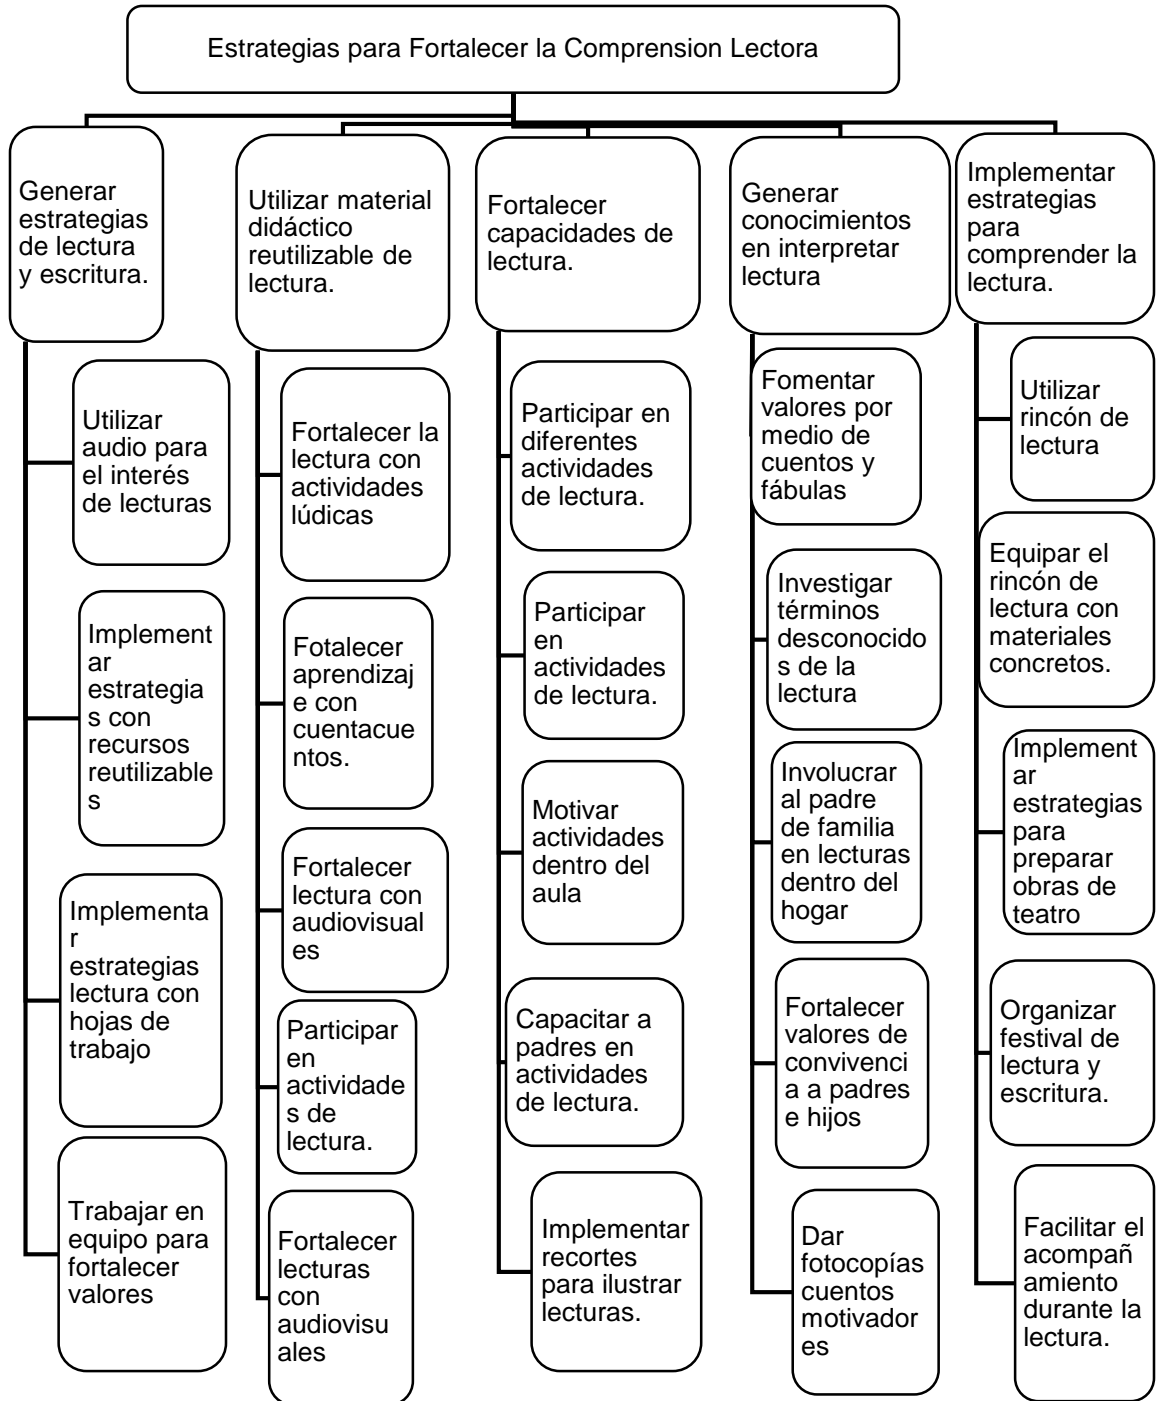 Estrategias para Fortalecer la Comprension Lectora
Generar
estrategias
de lectura
y escritura.
Utilizar
audio para
el interés
de lecturas
Implement
ar
estrategia
s con
recursos
reutilizable
s
Implementa
r
estrategias
lectura con
hojas de
trabajo
Trabajar en
equipo para
fortalecer
valores
Utilizar material
didáctico
reutilizable de
lectura.
Fortalecer la
lectura con
actividades
lúdicas
Fotalecer
aprendizaj
e con
cuentacue
ntos.
Fortalecer
lectura con
audiovisual
es
Participar
en
actividade
s de
lectura.
Fortalecer
lecturas
con
audiovisu
ales
Fortalecer
capacidades de
lectura.
Participar en
diferentes
actividades
de lectura.
Participar
en
actividades
de lectura.
Motivar
actividades
dentro del
aula
Capacitar a
padres en
actividades
de lectura.
Implementar
recortes
para ilustrar
lecturas.
Generar
conocimientos
en interpretar
lectura
Fomentar
valores por
medio de
cuentos y
fábulas
Investigar
términos
desconocido
s de la
lectura
Involucrar
al padre
de familia
en lecturas
dentro del
hogar
Fortalecer
valores de
convivenci
a a padres
e hijos
Dar
fotocopías
cuentos
motivador
es
Implementar
estrategias
para
comprender la
lectura.
Utilizar
rincón de
lectura
Equipar el
rincón de
lectura con
materiales
concretos.
Implement
ar
estrategias
para
preparar
obras de
teatro
Organizar
festival de
lectura y
escritura.
Facilitar el
acompañ
amiento
durante la
lectura.